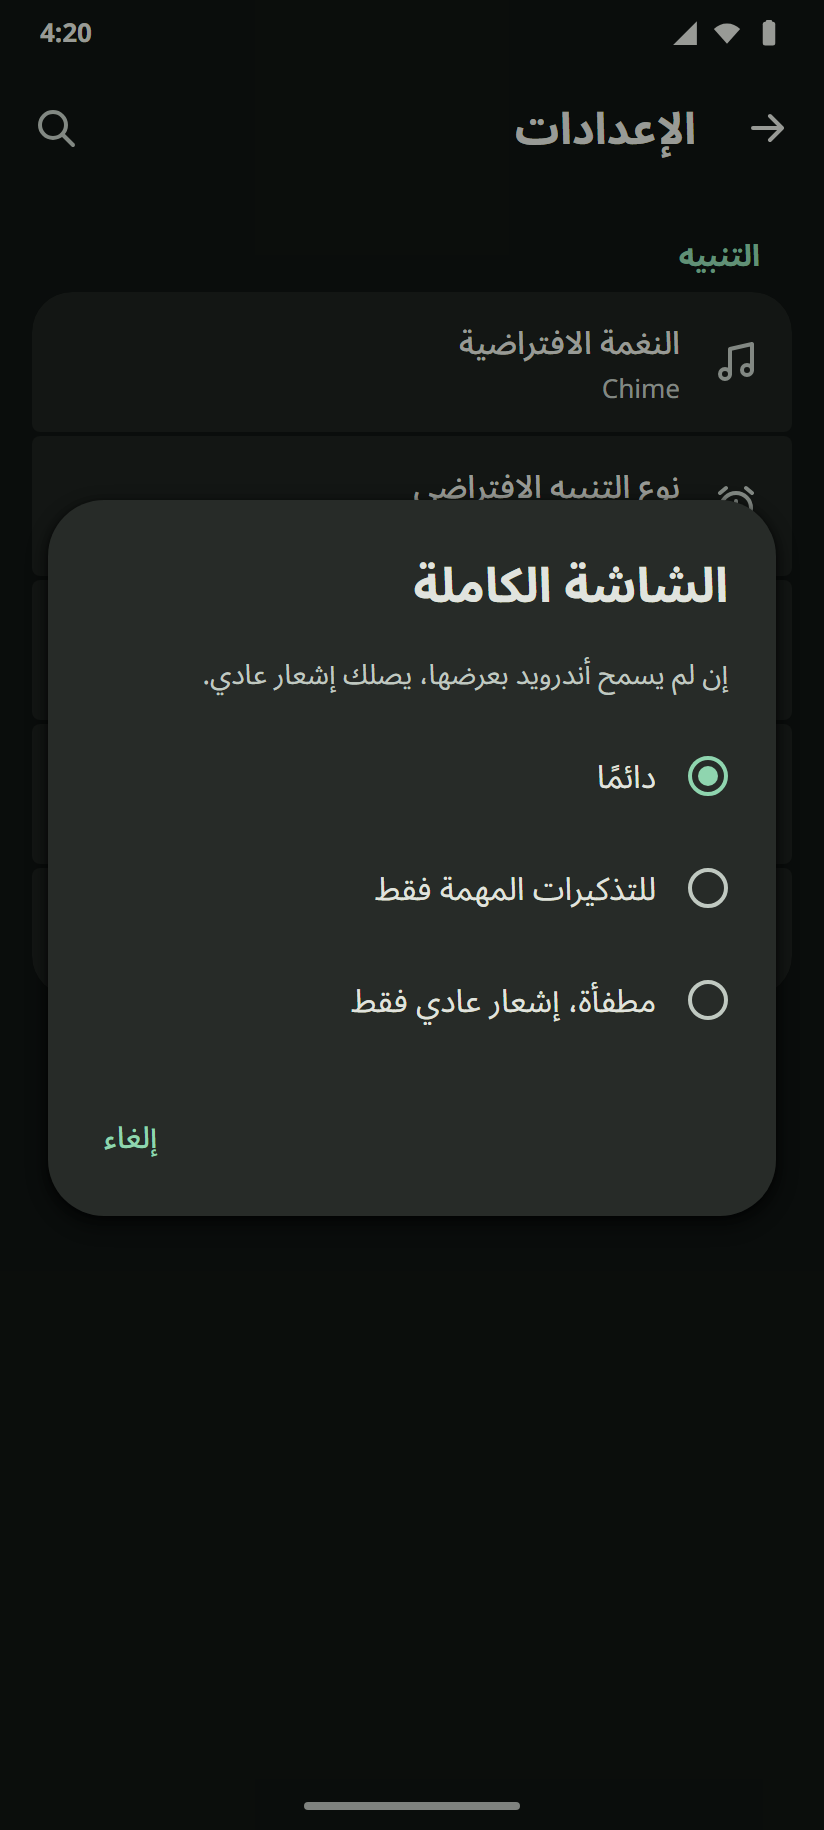 4:20
الإعدادات
التنبيه
النغمة الافتراضية
Chime
نوع التنبيه الافتراضي
الشاشة الكاملة
إن لم يسمح أندرويد بعرضها، يصلك إشعار عادي.
دائمًا
للتذكيرات المهمة فقط
مطفأة، إشعار عادي فقط
إلغاء